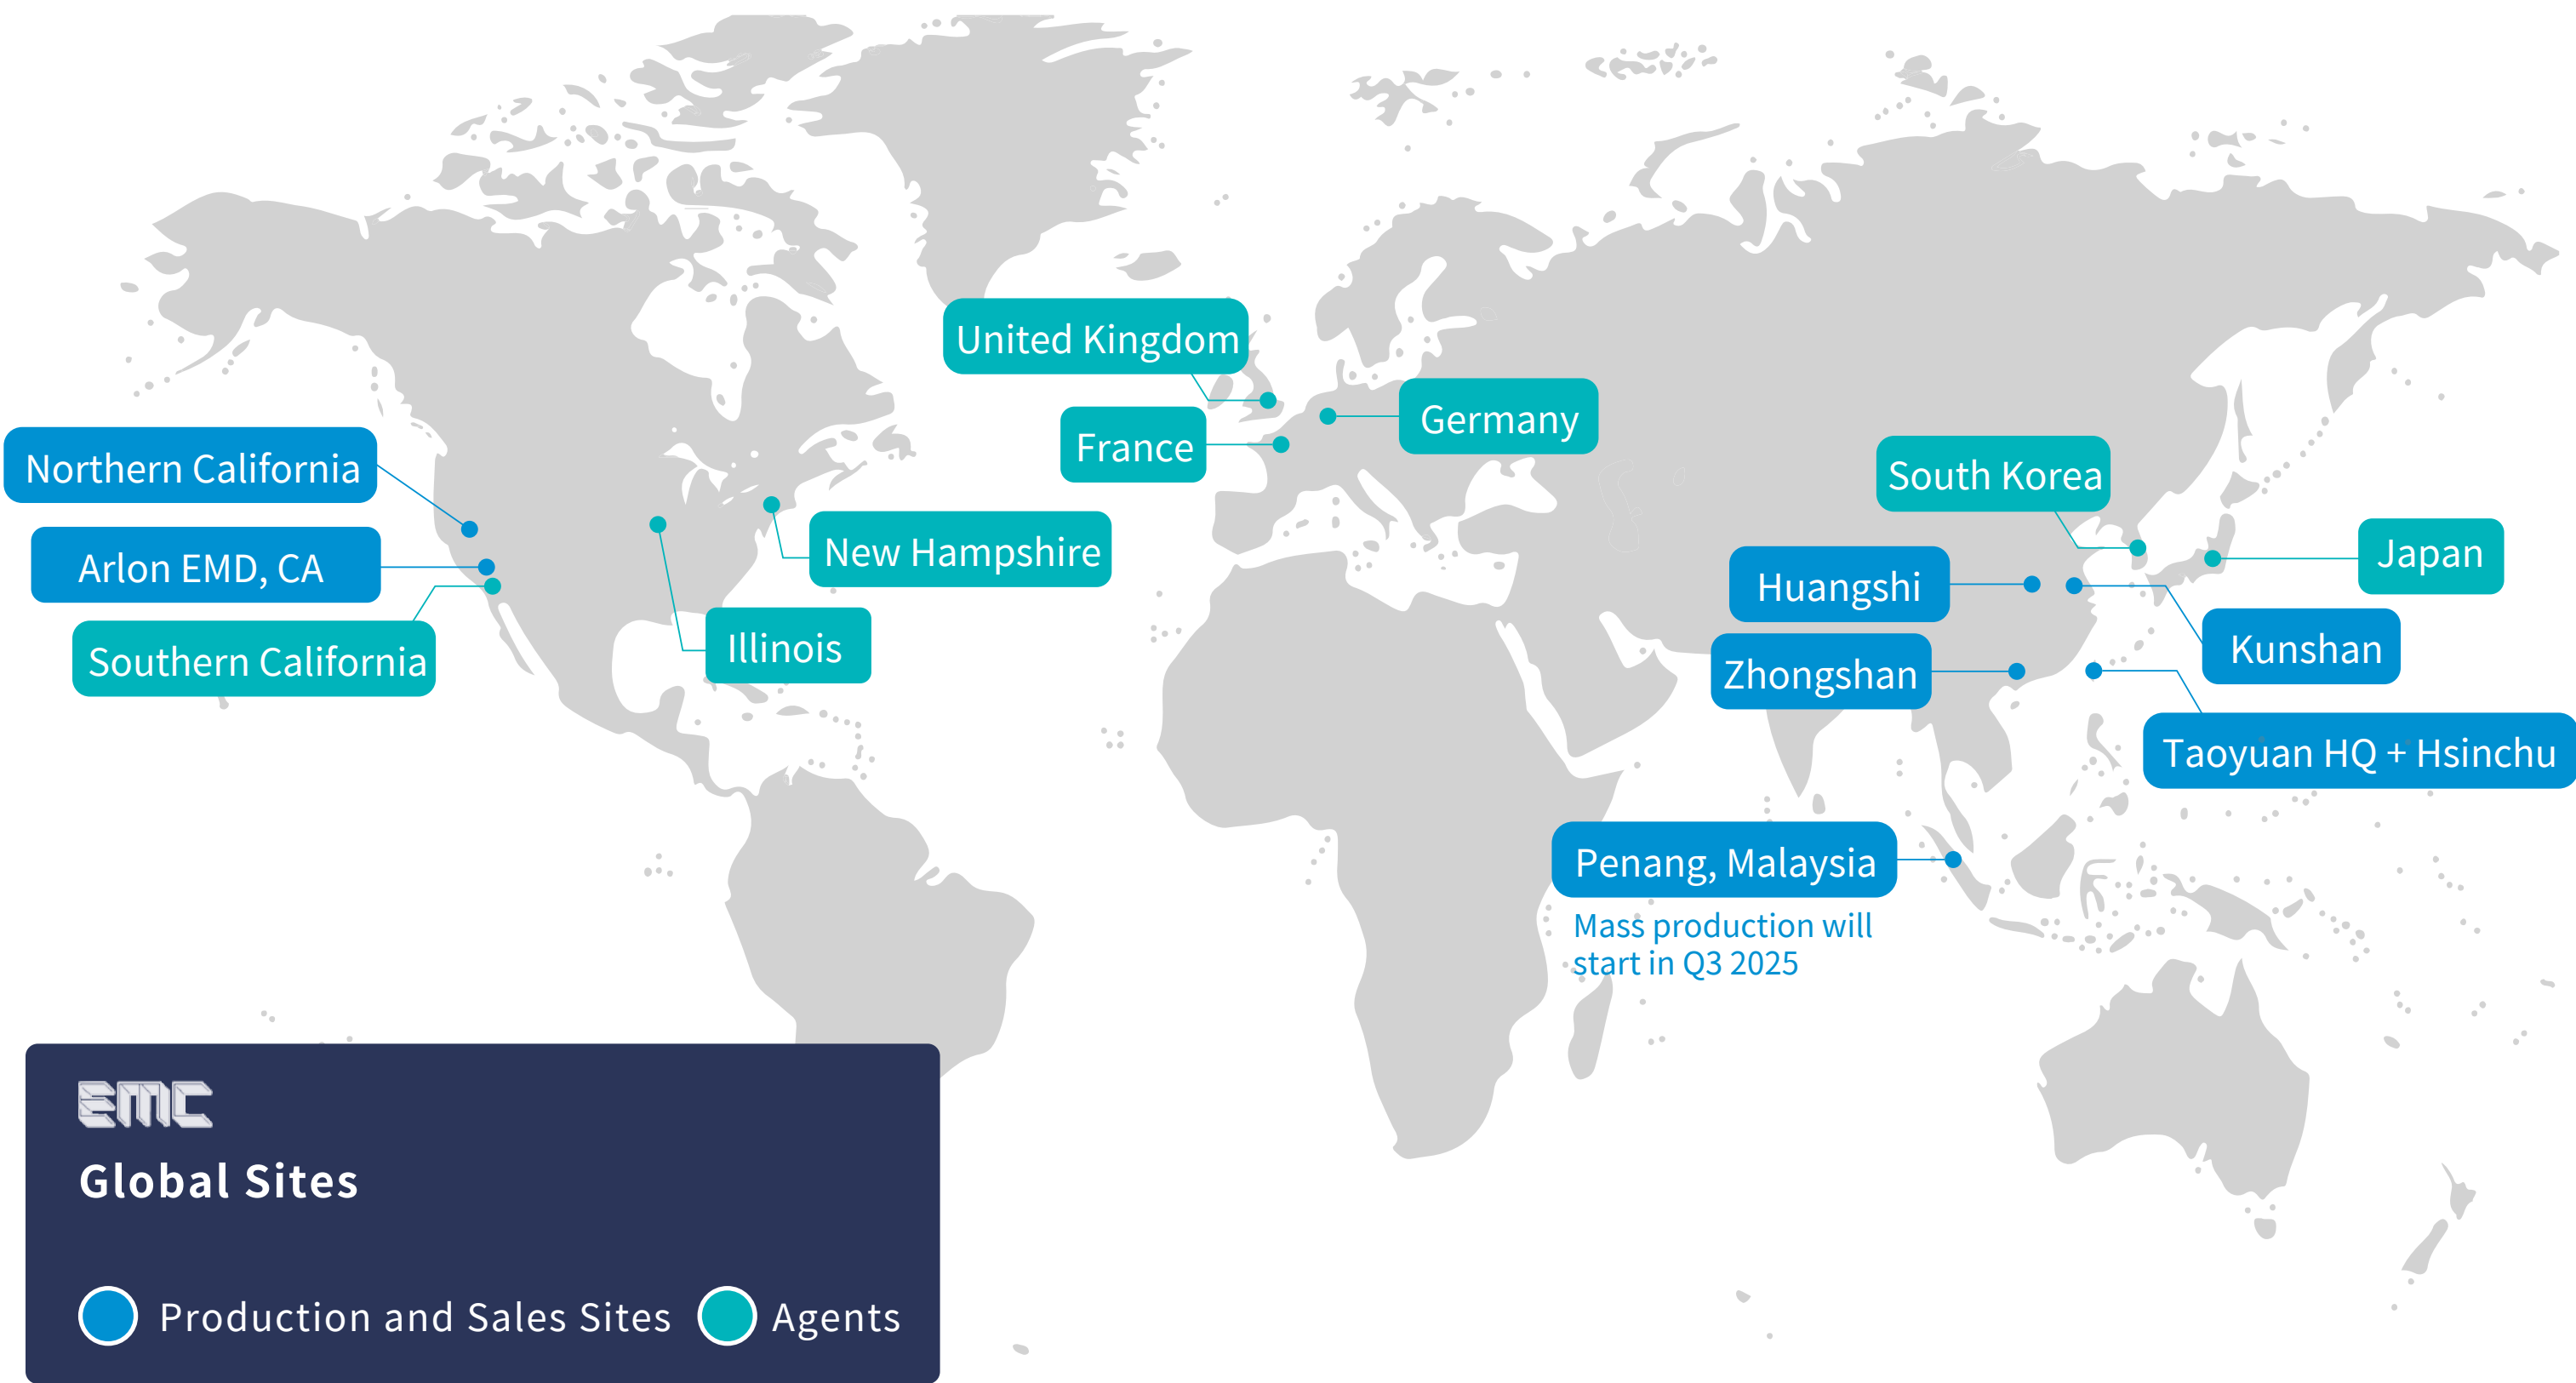 United Kingdom
Germany
France
Northern California
South Korea
New Hampshire
Japan
Arlon EMD, CA
Huangshi
Illinois
Kunshan
Southern California
Zhongshan
Taoyuan HQ + Hsinchu
Penang, Malaysia
Mass production will
start in Q3 2025
EMC
Global Sites
Production and Sales Sites
Agents